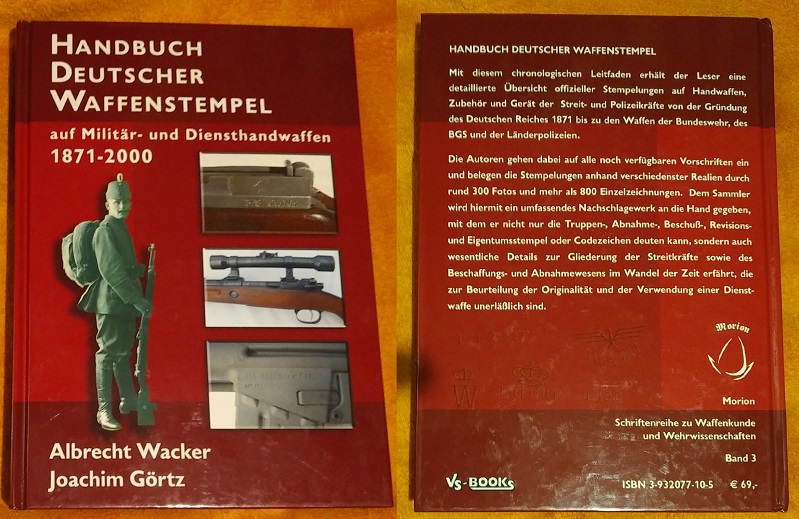 HANDBUCH
DEUTSCHER
WAFFENSTEMPEL
auf Militär- und Diensthandwaffen
1871-2000
Albrecht Wacker
Joachim Görtz
HANDBUCH DEUTSCHER WAFFENSTEMPEL
Mit diesem chronologischen Leitfaden erhält der Leser eine
detaillierte Übersicht offizieller Stempelungen auf Handwaffen,
Zubehör und Gerät der Streit- und Polizeikräfte von der Gründung
des Deutschen Reiches 1871 bis zu den Waffen der Bundeswehr, des
BGS und der Länderpolizeien.
Die Autoren gehen dabei auf alle noch verfügbaren Vorschriften ein
und belegen die Stempelungen anhand verschiedenster Realien durch
rund 300 Fotos und mehr als 800 Einzelzeichnungen. Dem Sammler
wird hiermit ein umfassendes Nachschlagewerk an die Hand gegeben,
mit dem er nicht nur die Truppen-, Abnahme-, Beschuß-, Revisions-
und Eigentumsstempel oder Codezeichen deuten kann, sondern auch
wesentliche Details zur Gliederung der Streitkräfte sowie des
Beschaffungs- und Abnahmewesens im Wandel der Zeit erfährt, die
zur Beurteilung der Originalität und der Verwendung einer Dienst-
waffe unerläßlich sind.
Morion
Morion
Schriftenreihe zu Waffenkunde
und Wehrwissenschaften
Band 3
VS-BOOKS
ISBN 3-932077-10-5 € 69,-